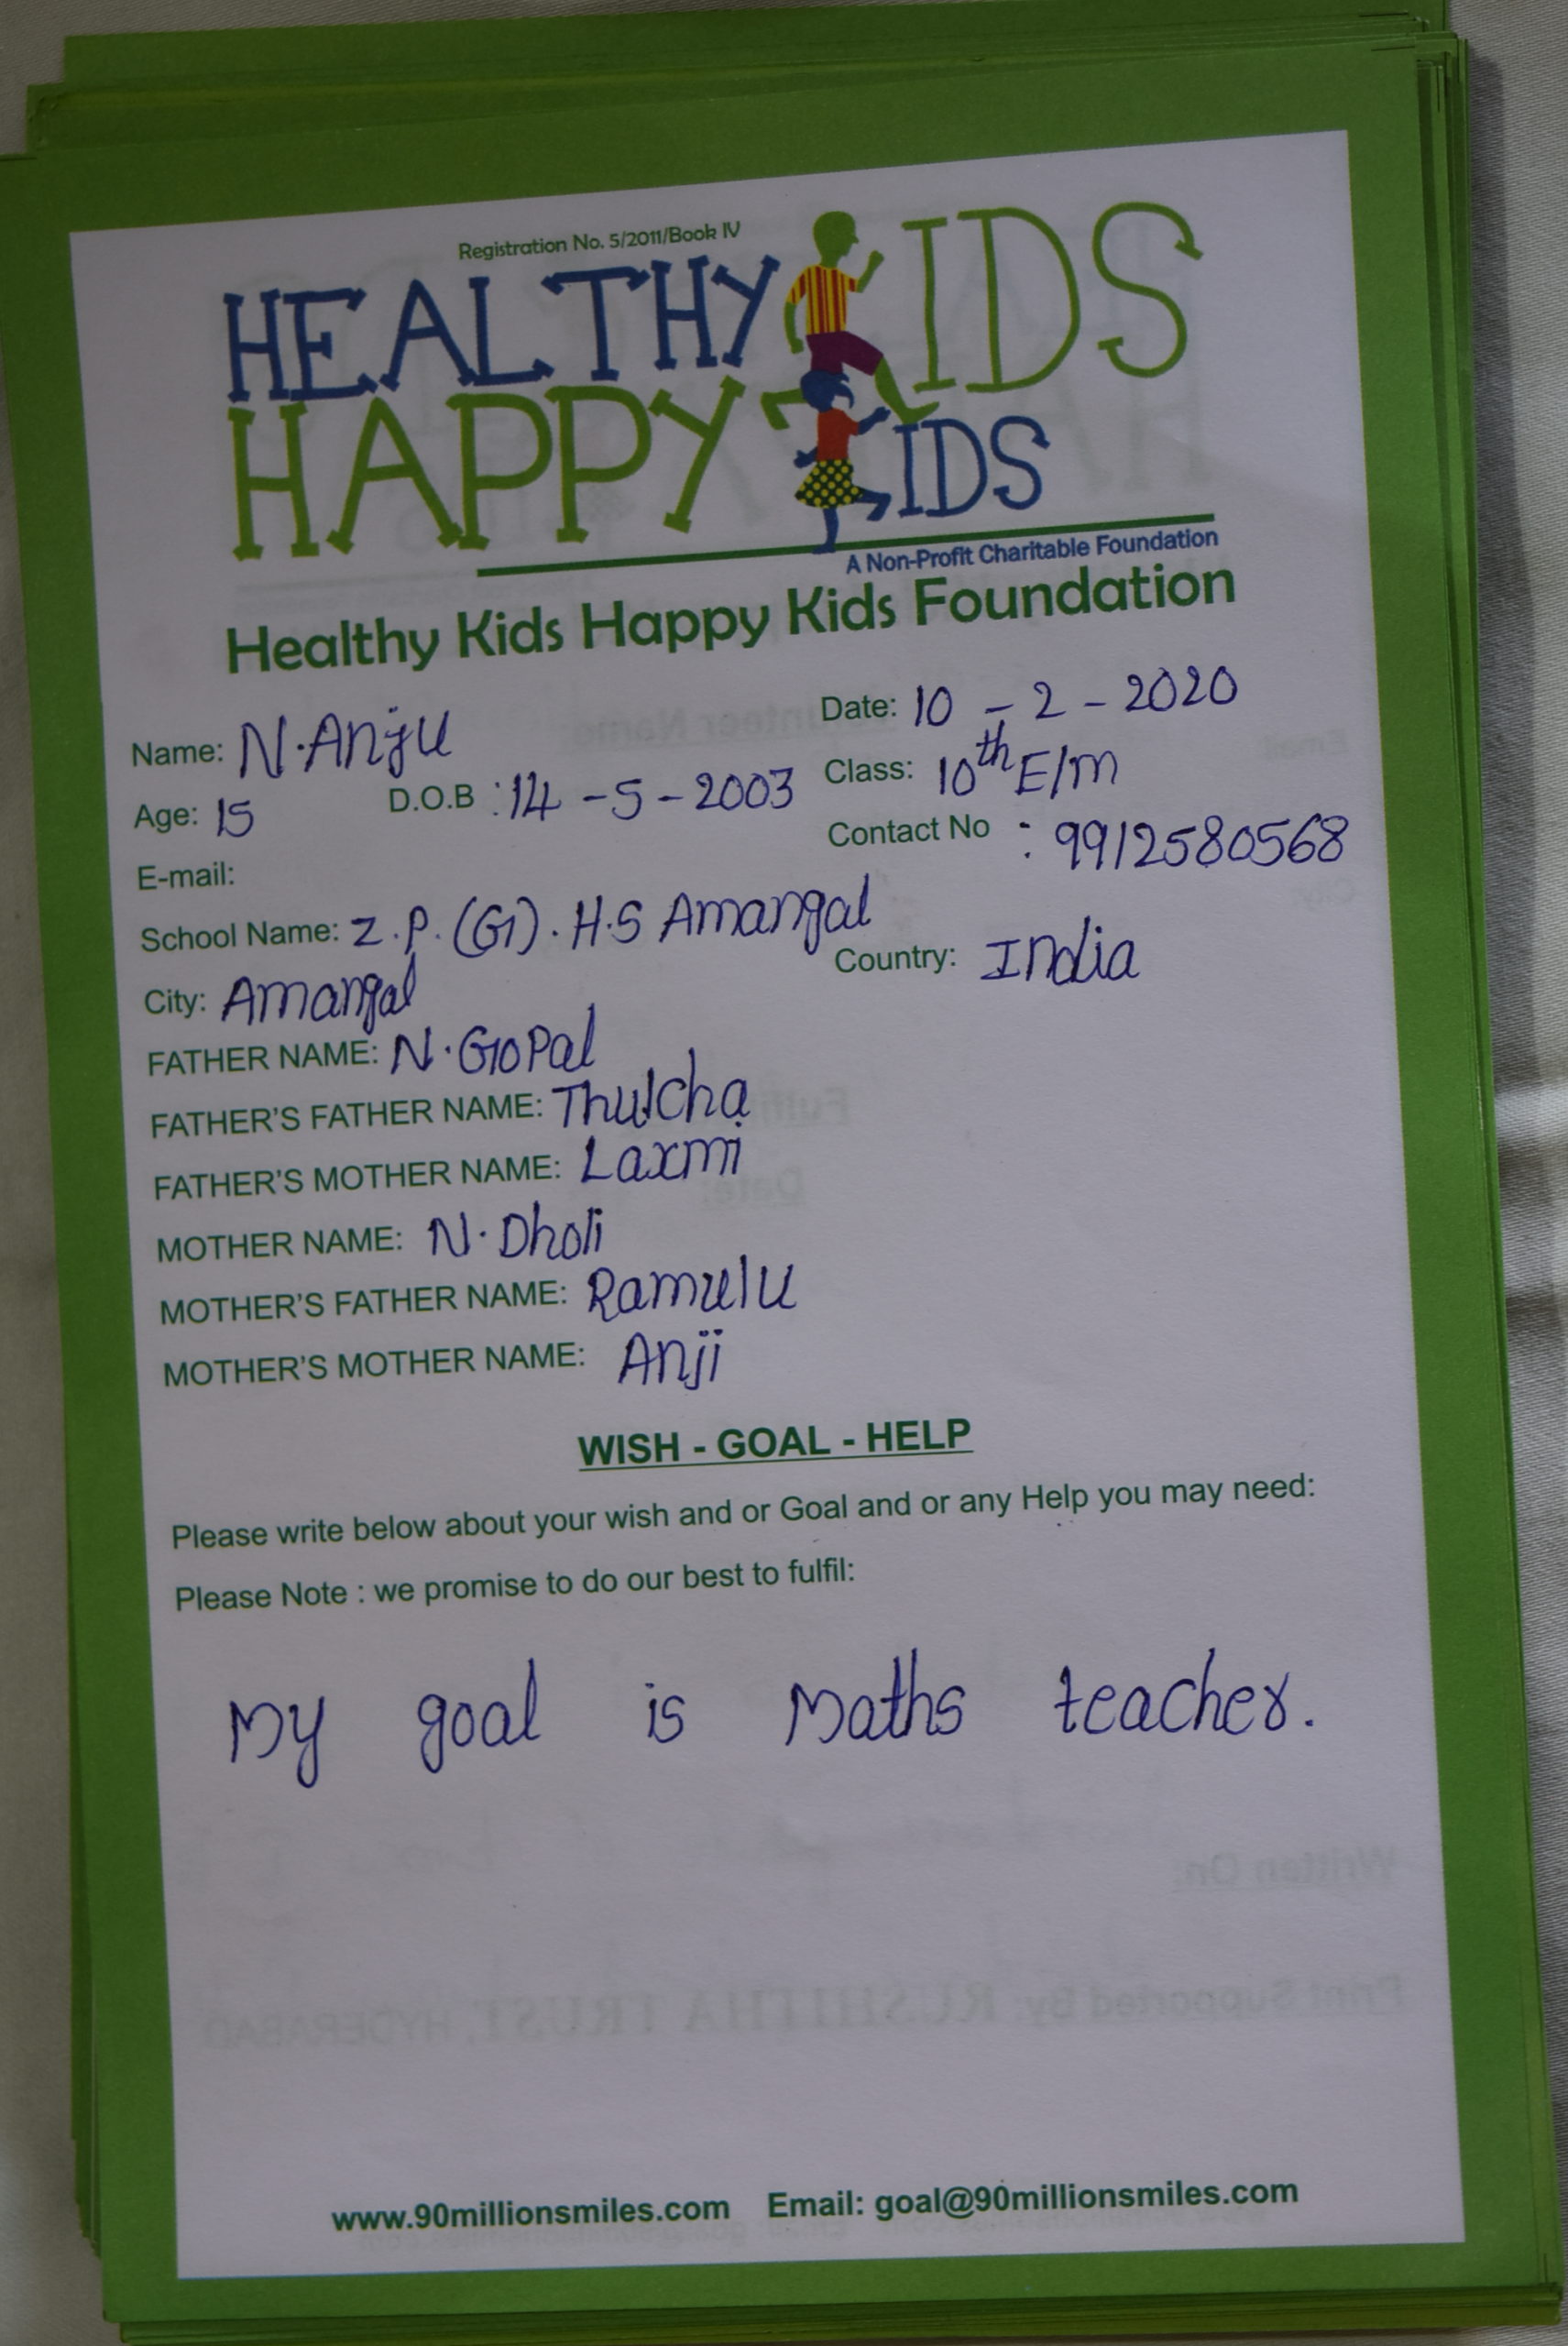 Registration No. 5/2011/Book IV
HEALTHY KIDS
HAPPY KIDS
A Non-Profit Charitable Foundation
Healthy Kids Happy Kids Foundation
Name: N.Anju Date: 10 - 2 - 2020
Age: 15 D.O.B : 14 - 5 - 2003 Class: 10th E/m
E-mail: Contact No : 9912580568
School Name: Z.P.(G).H.S Amangal
City: Amangal Country: India
FATHER NAME: N.GoPal
FATHER'S FATHER NAME: Thulcha
FATHER'S MOTHER NAME: Laxmi
MOTHER NAME: N.Dholi
MOTHER'S FATHER NAME: Ramulu
MOTHER'S MOTHER NAME: Anji
WISH - GOAL - HELP
Please write below about your wish and or Goal and or any Help you may need:
Please Note : we promise to do our best to fulfil:
My goal is Maths teacher.
www.90millionsmiles.com Email: goal@90millionsmiles.com